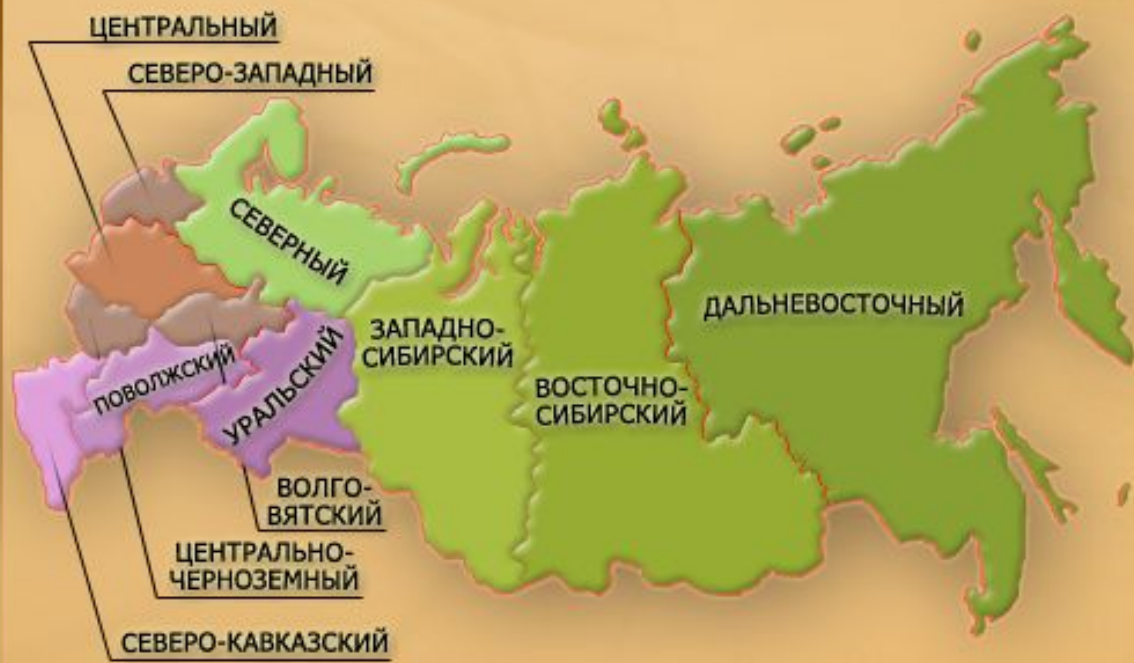 ЦЕНТРАЛЬНЫЙ
СЕВЕРО-ЗАПАДНЫЙ
СЕВЕРНЫЙ
ДАЛЬНЕВОСТОЧНЫЙ
ЗАПАДНО-
СИБИРСКИЙ
ВОСТОЧНО-
СИБИРСКИЙ
ПОВОЛЖСКИЙ
УРАЛЬСКИЙ
ВОЛГО-
ВЯТСКИЙ
ЦЕНТРАЛЬНО-
ЧЕРНОЗЕМНЫЙ
СЕВЕРО-КАВКАЗСКИЙ